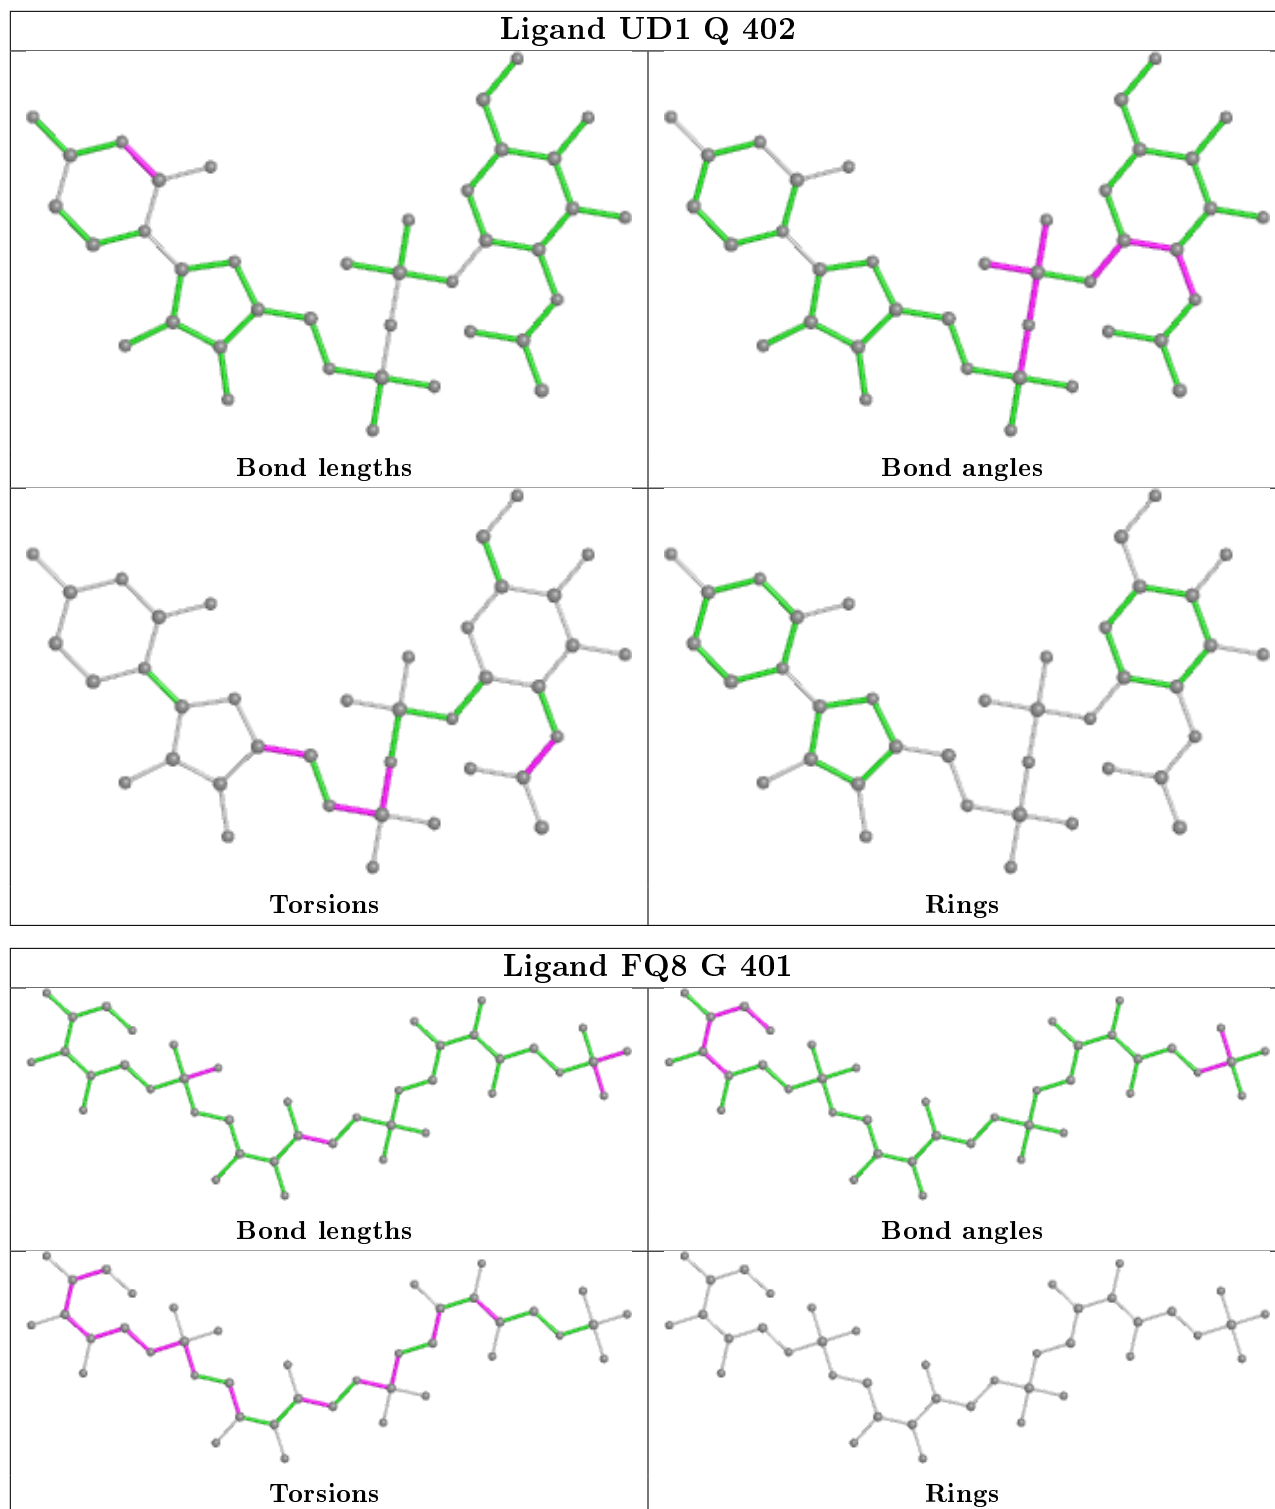 Ligand UD1 Q 402
Bond lengths
Bond angles
Torsions
Rings
Ligand FQ8 G 401
Bond lengths
Bond angles
Torsions
Rings